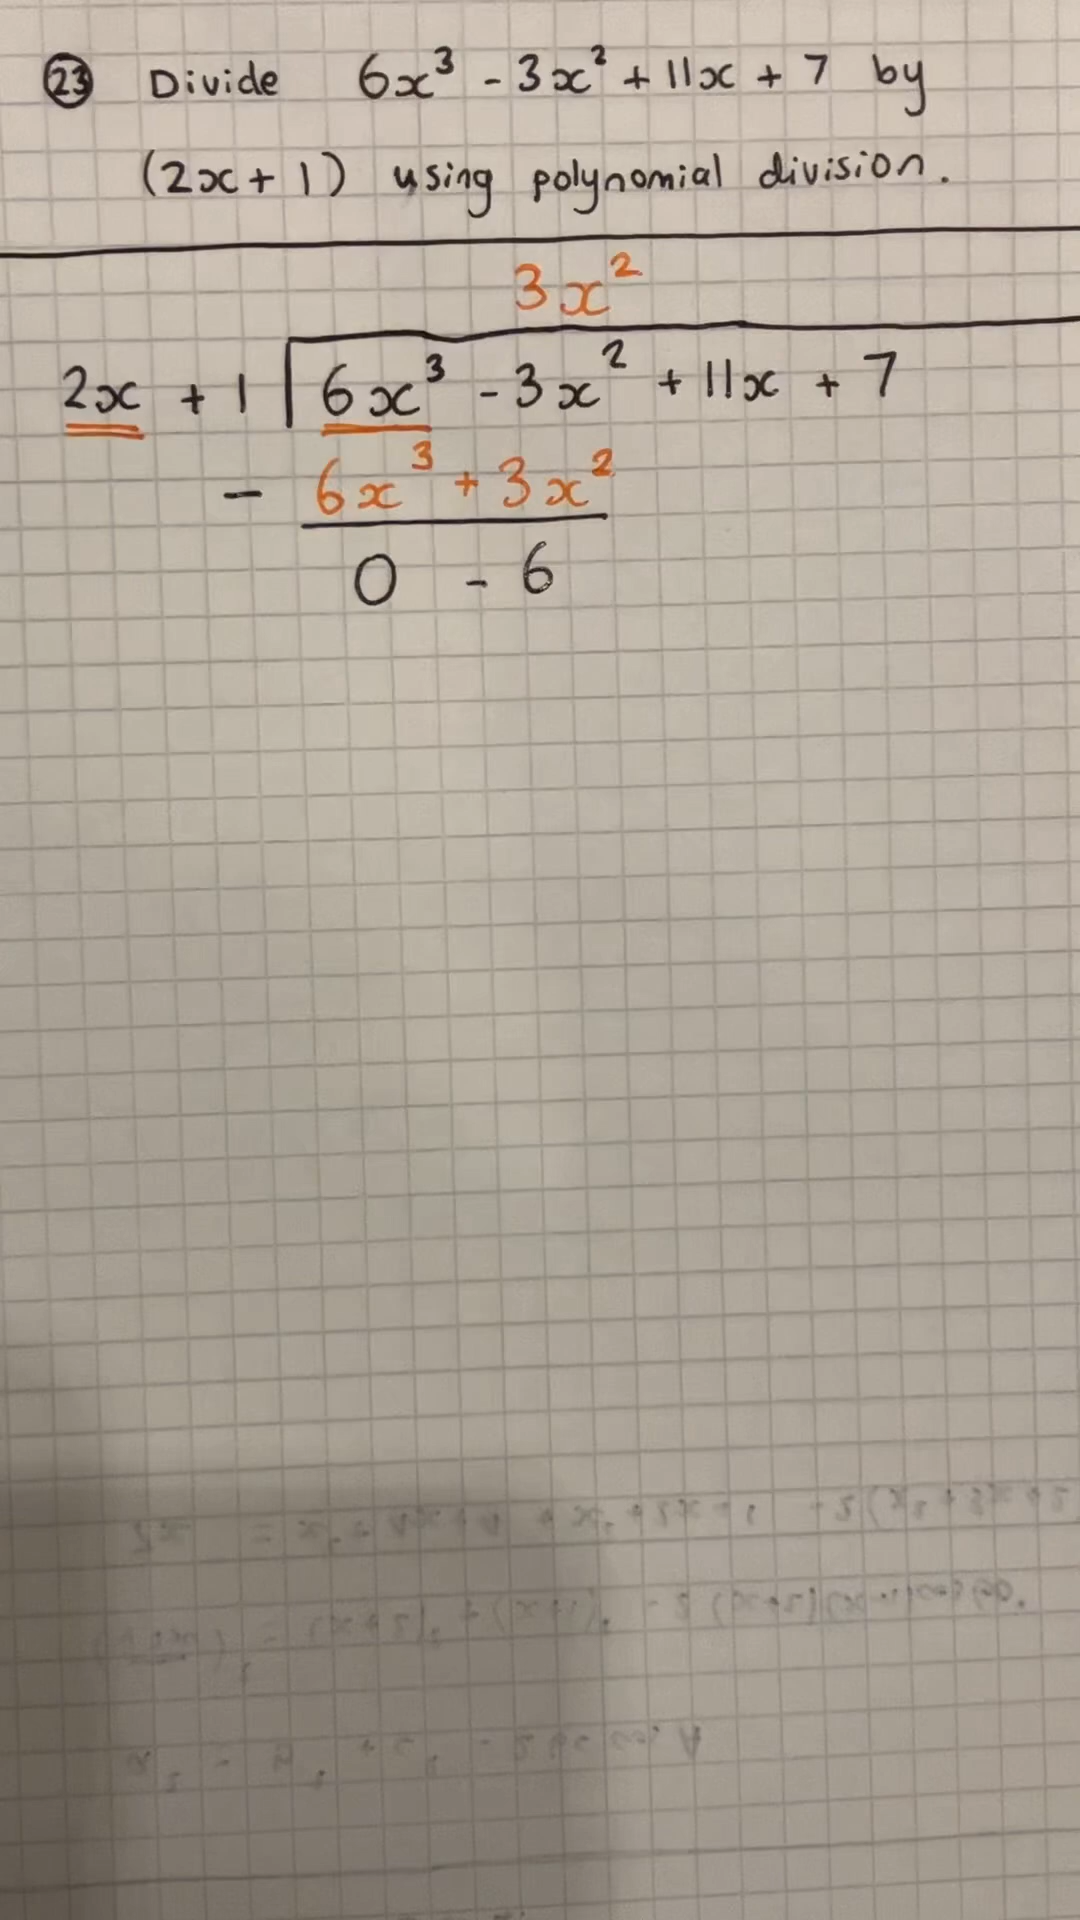 23 Divide 6x³ - 3x² + 11x + 7 by
(2x + 1) using polynomial division.
3x²
2x + 1 6x³ - 3x² + 11x + 7
- 6x³ + 3x²
0 - 6